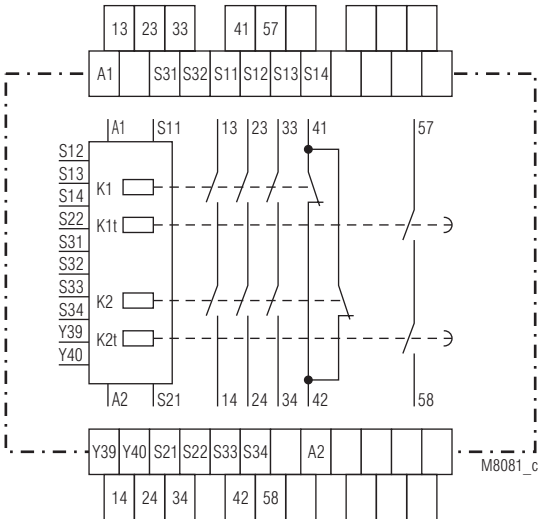 13 23 33 41 57
A1 S31 S32 S11 S12 S13 S14
A1 S11 13 23 33 41 57
S12
S13
S14
K1
S22
K1t
S31
S32
S33
K2
S34
Y39
K2t
Y40
A2 S21 14 24 34 42 58
Y39 Y40 S21 S22 S33 S34 A2
M8081_c
14 24 34 42 58